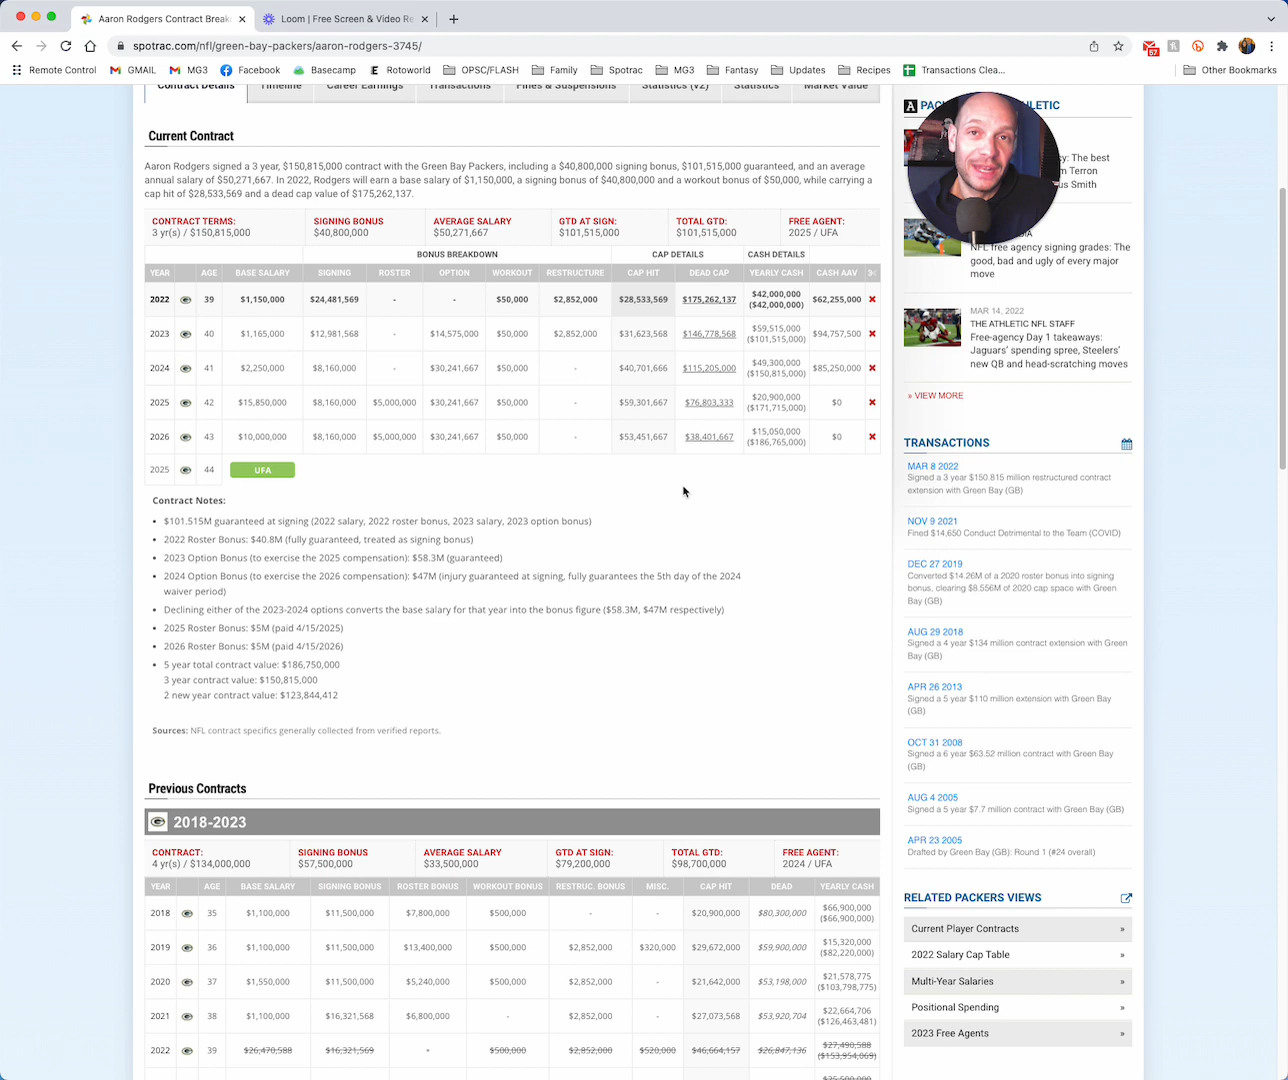 Aaron Rodgers Contract Break
Loom | Free Screen & Video Re
spotrac.com/nfl/green-bay-packers/aaron-rodgers-3745/
57
Remote Control GMAIL MG3 Facebook Basecamp Rotoworld OPSC/FLASH Family Spotrac MG3 Fantasy Updates Recipes Transactions Clea... Other Bookmarks
Contract Details Timeline Career Earnings Transactions Fines & Suspensions Statistics (V2) Statistics Market Value
Current Contract
Aaron Rodgers signed a 3 year, $150,815,000 contract with the Green Bay Packers, including a $40,800,000 signing bonus, $101,515,000 guaranteed, and an average
annual salary of $50,271,667. In 2022, Rodgers will earn a base salary of $1,150,000, a signing bonus of $40,800,000 and a workout bonus of $50,000, while carrying a
cap hit of $28,533,569 and a dead cap value of $175,262,137.
CONTRACT TERMS: SIGNING BONUS AVERAGE SALARY GTD AT SIGN: TOTAL GTD: FREE AGENT:
3 yr(s) / $150,815,000 $40,800,000 $50,271,667 $101,515,000 $101,515,000 2025 / UFA
BONUS BREAKDOWN CAP DETAILS CASH DETAILS
YEAR AGE BASE SALARY SIGNING ROSTER OPTION WORKOUT RESTRUCTURE CAP HIT DEAD CAP YEARLY CASH CASH AAV
2022 39 $1,150,000 $24,481,569 - - $50,000 $2,852,000 $28,533,569 $175,262,137 $42,000,000 ($42,000,000) $62,255,000
2023 40 $1,165,000 $12,981,568 - $14,575,000 $50,000 $2,852,000 $31,623,568 $146,778,568 $59,515,000 ($101,515,000) $94,757,500
2024 41 $2,250,000 $8,160,000 - $30,241,667 $50,000 - $40,701,666 $115,205,000 $49,300,000 ($150,815,000) $85,250,000
2025 42 $15,850,000 $8,160,000 $5,000,000 $30,241,667 $50,000 - $59,301,667 $76,803,333 $20,900,000 ($171,715,000) $0
2026 43 $10,000,000 $8,160,000 $5,000,000 $30,241,667 $50,000 - $53,451,667 $38,401,667 $15,050,000 ($186,765,000) $0
2025 44 UFA
Contract Notes:
• $101.515M guaranteed at signing (2022 salary, 2022 roster bonus, 2023 salary, 2023 option bonus)
• 2022 Roster Bonus: $40.8M (fully guaranteed, treated as signing bonus)
• 2023 Option Bonus (to exercise the 2025 compensation): $58.3M (guaranteed)
• 2024 Option Bonus (to exercise the 2026 compensation): $47M (injury guaranteed at signing, fully guarantees the 5th day of the 2024
waiver period)
• Declining either of the 2023-2024 options converts the base salary for that year into the bonus figure ($58.3M, $47M respectively)
• 2025 Roster Bonus: $5M (paid 4/15/2025)
• 2026 Roster Bonus: $5M (paid 4/15/2026)
• 5 year total contract value: $186,750,000
3 year contract value: $150,815,000
2 new year contract value: $123,844,412
Sources: NFL contract specifics generally collected from verified reports.
Previous Contracts
2018-2023
CONTRACT: SIGNING BONUS AVERAGE SALARY GTD AT SIGN: TOTAL GTD: FREE AGENT:
4 yr(s) / $134,000,000 $57,500,000 $33,500,000 $79,200,000 $98,700,000 2024 / UFA
YEAR AGE BASE SALARY SIGNING BONUS ROSTER BONUS WORKOUT BONUS RESTRUC. BONUS MISC. CAP HIT DEAD YEARLY CASH
2018 35 $1,100,000 $11,500,000 $7,800,000 $500,000 - - $20,900,000 $80,300,000 $66,900,000 ($66,900,000)
2019 36 $1,100,000 $11,500,000 $13,400,000 $500,000 $2,852,000 $320,000 $29,672,000 $59,900,000 $15,320,000 ($82,220,000)
2020 37 $1,550,000 $11,500,000 $5,240,000 $500,000 $2,852,000 - $21,642,000 $53,198,000 $21,578,775 ($103,798,775)
2021 38 $1,100,000 $16,321,568 $6,800,000 - $2,852,000 - $27,073,568 $53,920,704 $22,664,706 ($126,463,481)
2022 39 $26,470,588 $16,321,569 - $500,000 $2,852,000 $520,000 $46,664,157 $26,847,136 $27,490,588 ($153,954,069)
$25,500,000
A PAC LETIC
y: The best
m Terron
us Smith
NFL free agency signing grades: The
good, bad and ugly of every major
move
MAR 14, 2022
THE ATHLETIC NFL STAFF
Free-agency Day 1 takeaways:
Jaguars' spending spree, Steelers'
new QB and head-scratching moves
» VIEW MORE
TRANSACTIONS
MAR 8 2022
Signed a 3 year $150.815 million restructured contract
extension with Green Bay (GB)
NOV 9 2021
Fined $14,650 Conduct Detrimental to the Team (COVID)
DEC 27 2019
Converted $14.26M of a 2020 roster bonus into signing
bonus, clearing $8.556M of 2020 cap space with Green
Bay (GB)
AUG 29 2018
Signed a 4 year $134 million contract extension with Green
Bay (GB)
APR 26 2013
Signed a 5 year $110 million extension with Green Bay
(GB)
OCT 31 2008
Signed a 6 year $63.52 million contract with Green Bay
(GB)
AUG 4 2005
Signed a 5 year $7.7 million contract with Green Bay (GB)
APR 23 2005
Drafted by Green Bay (GB): Round 1 (#24 overall)
RELATED PACKERS VIEWS
Current Player Contracts »
2022 Salary Cap Table »
Multi-Year Salaries »
Positional Spending »
2023 Free Agents »